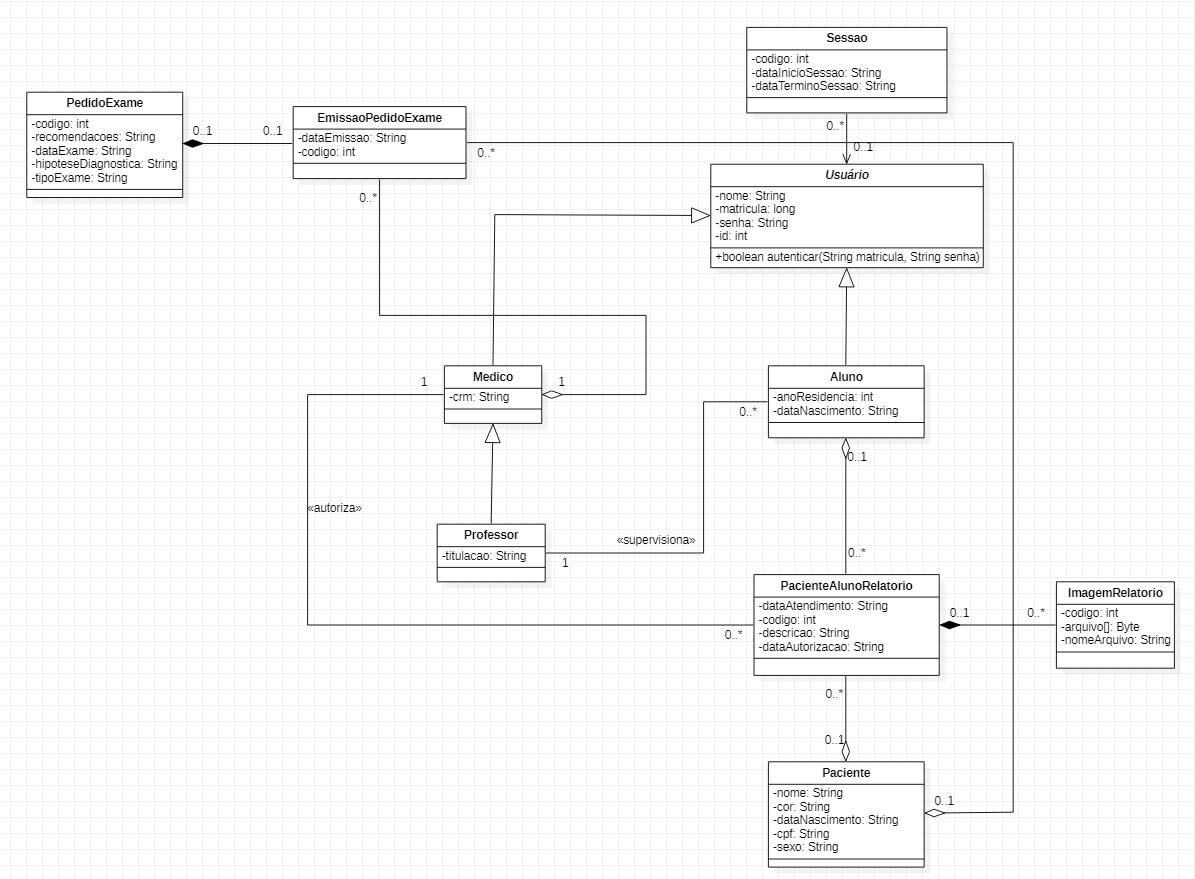 Sessao
-codigo: int
-dataInicioSessao: String
-dataTerminoSessao: String
0..*
0..1
PedidoExame
-codigo: int
-recomendacoes: String
-dataExame: String
-hipoteseDiagnostica: String
-tipoExame: String
0..1
0..1
EmissaoPedidoExame
-dataEmissao: String
-codigo: int
0..*
0..*
Usuário
-nome: String
-matricula: long
-senha: String
-id: int
+boolean autenticar(String matricula, String senha)
Medico
-crm: String
1
1
Aluno
-anoResidencia: int
-dataNascimento: String
0..*
0..1
«autoriza»
Professor
-titulacao: String
«supervisiona»
1
0..*
PacienteAlunoRelatorio
-dataAtendimento: String
-codigo: int
-descricao: String
-dataAutorizacao: String
0..*
0..1
0..*
ImagemRelatorio
-codigo: int
-arquivo[]: Byte
-nomeArquivo: String
0..*
0..1
Paciente
-nome: String
-cor: String
-dataNascimento: String
-cpf: String
-sexo: String
0..1